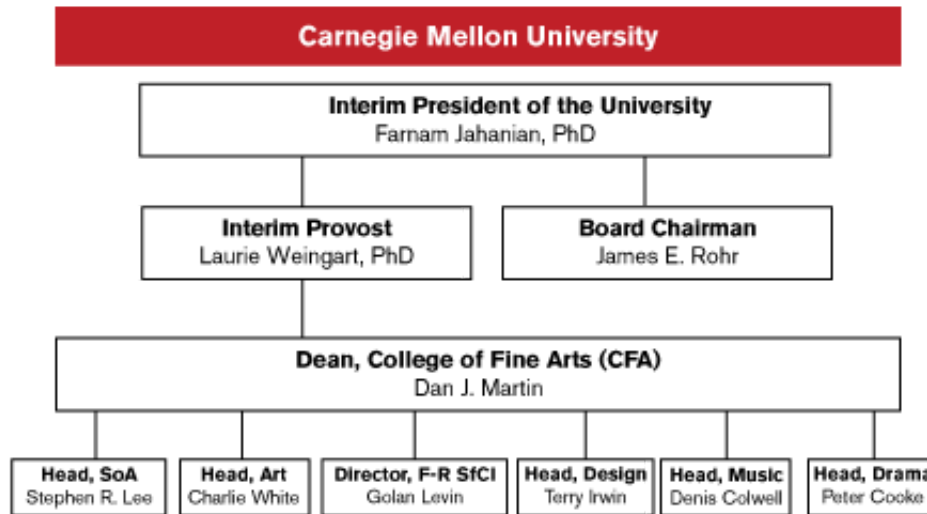 Carnegie Mellon University
Interim President of the University
Farnam Jahanian, PhD
Interim Provost
Laurie Weingart, PhD
Board Chairman
James E. Rohr
Dean, College of Fine Arts (CFA)
Dan J. Martin
Head, SoA
Stephen R. Lee
Head, Art
Charlie White
Director, F-R SfCI
Golan Levin
Head, Design
Terry Irwin
Head, Music
Denis Colwell
Head, Drama
Peter Cooke